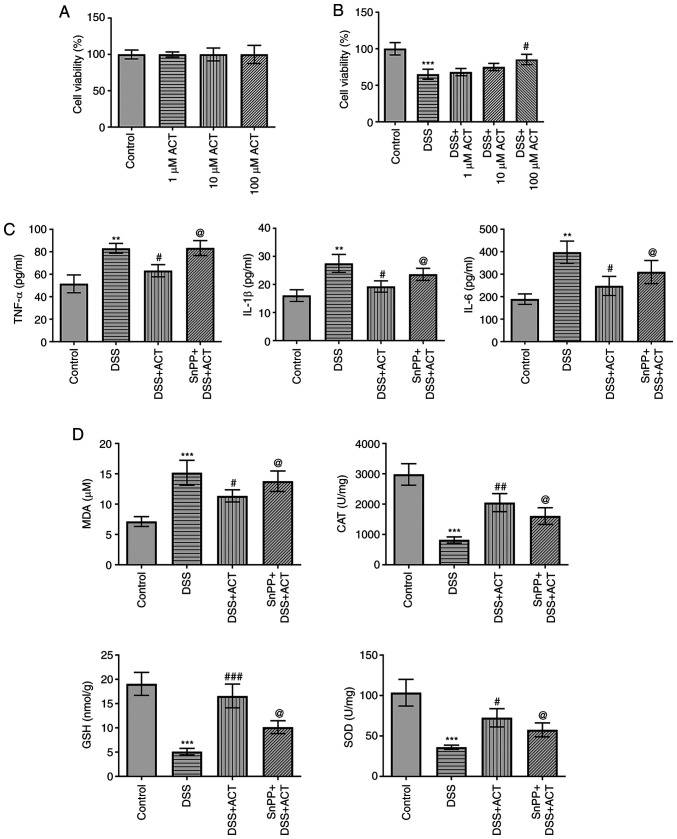 A
Cell viability (%)
150
100
50
0
Control
1 μM ACT
10 μM ACT
100 μM ACT
B
Cell viability (%)
150
100
50
0
***
#
Control
DSS
DSS+
1 μM ACT
DSS+
10 μM ACT
DSS+
100 μM ACT
C
TNF-α (pg/ml)
100
80
60
40
20
0
**
#
@
Control
DSS
DSS+ACT
SnPP+
DSS+ACT
IL-1β (pg/ml)
40
30
20
10
0
**
#
@
Control
DSS
DSS+ACT
SnPP+
DSS+ACT
IL-6 (pg/ml)
500
400
300
200
100
0
**
#
@
Control
DSS
DSS+ACT
SnPP+
DSS+ACT
D
MDA (μM)
20
15
10
5
0
***
#
@
Control
DSS
DSS+ACT
SnPP+
DSS+ACT
CAT (U/mg)
4000
3000
2000
1000
0
***
##
@
Control
DSS
DSS+ACT
SnPP+
DSS+ACT
GSH (nmol/g)
25
20
15
10
5
0
***
###
@
Control
DSS
DSS+ACT
SnPP+
DSS+ACT
SOD (U/mg)
150
100
50
0
***
#
@
Control
DSS
DSS+ACT
SnPP+
DSS+ACT